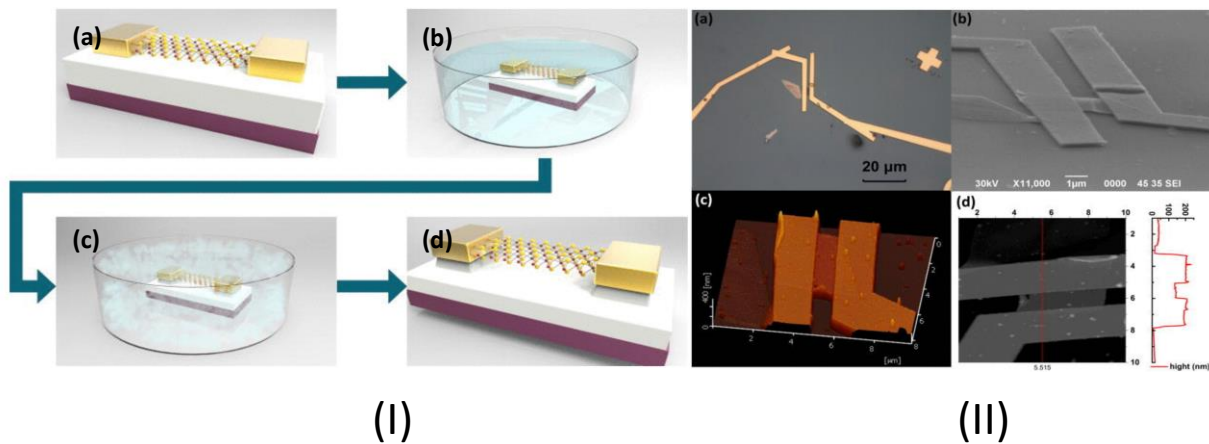 (a)
(b)
(c)
(d)
(I)
(a)
20 µm
(b)
30kV X11,000 1µm 0000 45 35 SEI
(c)
400 [nm]
0
2 4 6 8
[µm]
0
2
4
6
8
(d)
2 4 6 8 10
0 100 200
2
4
6
8
10
5.515
hight (nm)
(II)